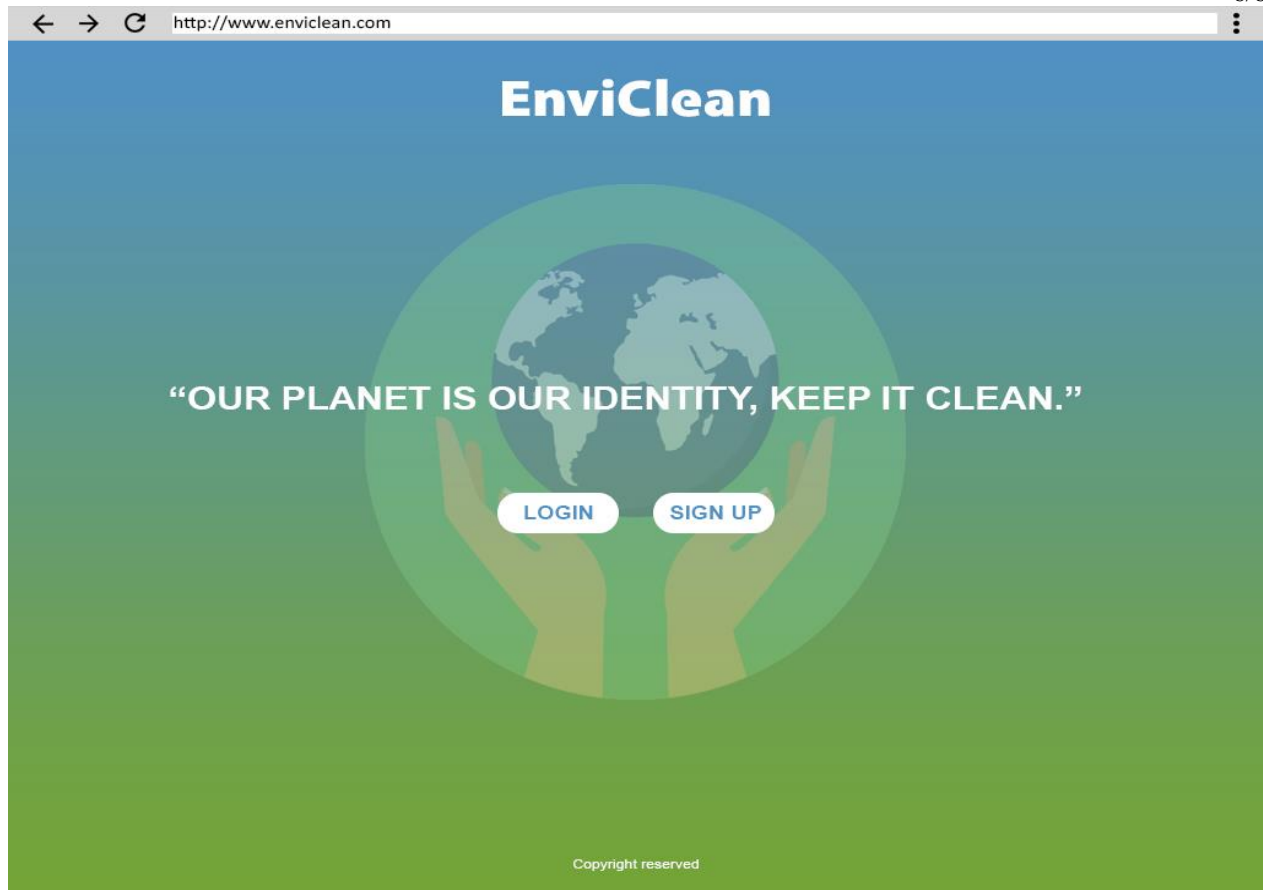 http://www.enviclean.com
EnviClean
“OUR PLANET IS OUR IDENTITY, KEEP IT CLEAN.”
LOGIN SIGN UP
Copyright reserved